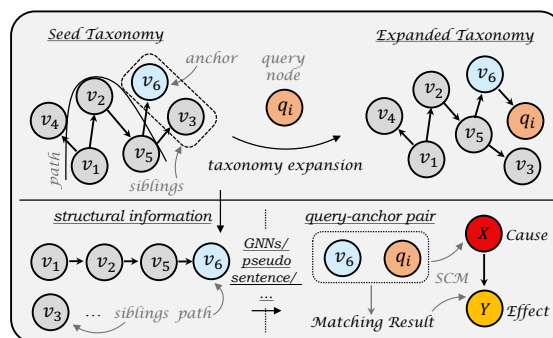 Seed Taxonomy
Expanded Taxonomy
anchor
query
node
v6
v2
v4
v3
v5
v1
path
siblings
qi
taxonomy expansion
v6
v2
qi
v4
v5
v1
v3
structural information
query-anchor pair
GNNs/
pseudo
sentence/
...
v1
v2
v5
v6
v6
qi
X
Cause
SCM
v3
... siblings path
Matching Result
Y
Effect